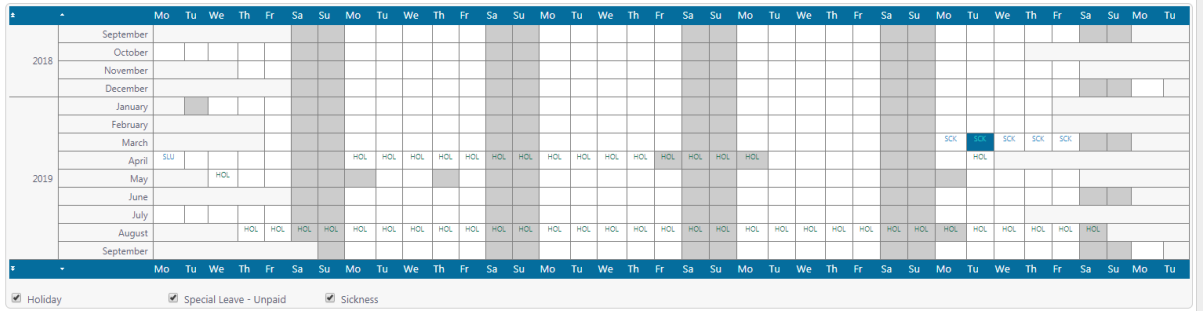 Mo Tu We Th Fr Sa Su Mo Tu We Th Fr Sa Su Mo Tu We Th Fr Sa Su Mo Tu We Th Fr Sa Su Mo Tu We Th Fr Sa Su Mo Tu
2018
September
October
November
December
2019
January
February
March SCK SCK SCK SCK SCK
April SLU HOL HOL HOL HOL HOL HOL HOL HOL HOL HOL HOL HOL HOL HOL HOL HOL
May HOL
June
July
August HOL HOL HOL HOL HOL HOL HOL HOL HOL HOL HOL HOL HOL HOL HOL HOL HOL HOL HOL HOL HOL HOL HOL HOL HOL HOL HOL HOL HOL HOL HOL
September
Mo Tu We Th Fr Sa Su Mo Tu We Th Fr Sa Su Mo Tu We Th Fr Sa Su Mo Tu We Th Fr Sa Su Mo Tu We Th Fr Sa Su Mo Tu
Holiday Special Leave - Unpaid Sickness